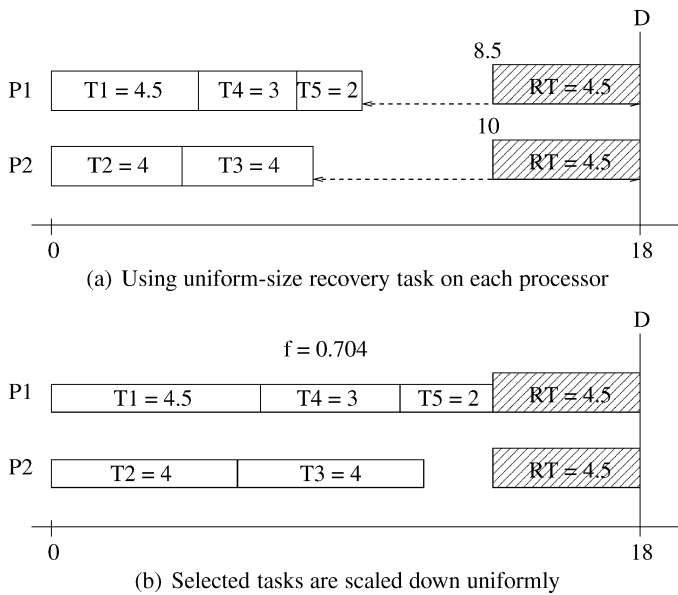 D
8.5
P1 T1 = 4.5 T4 = 3 T5 = 2 RT = 4.5
10
P2 T2 = 4 T3 = 4 RT = 4.5
0 18
(a) Using uniform-size recovery task on each processor
D
f = 0.704
P1 T1 = 4.5 T4 = 3 T5 = 2 RT = 4.5
P2 T2 = 4 T3 = 4 RT = 4.5
0 18
(b) Selected tasks are scaled down uniformly